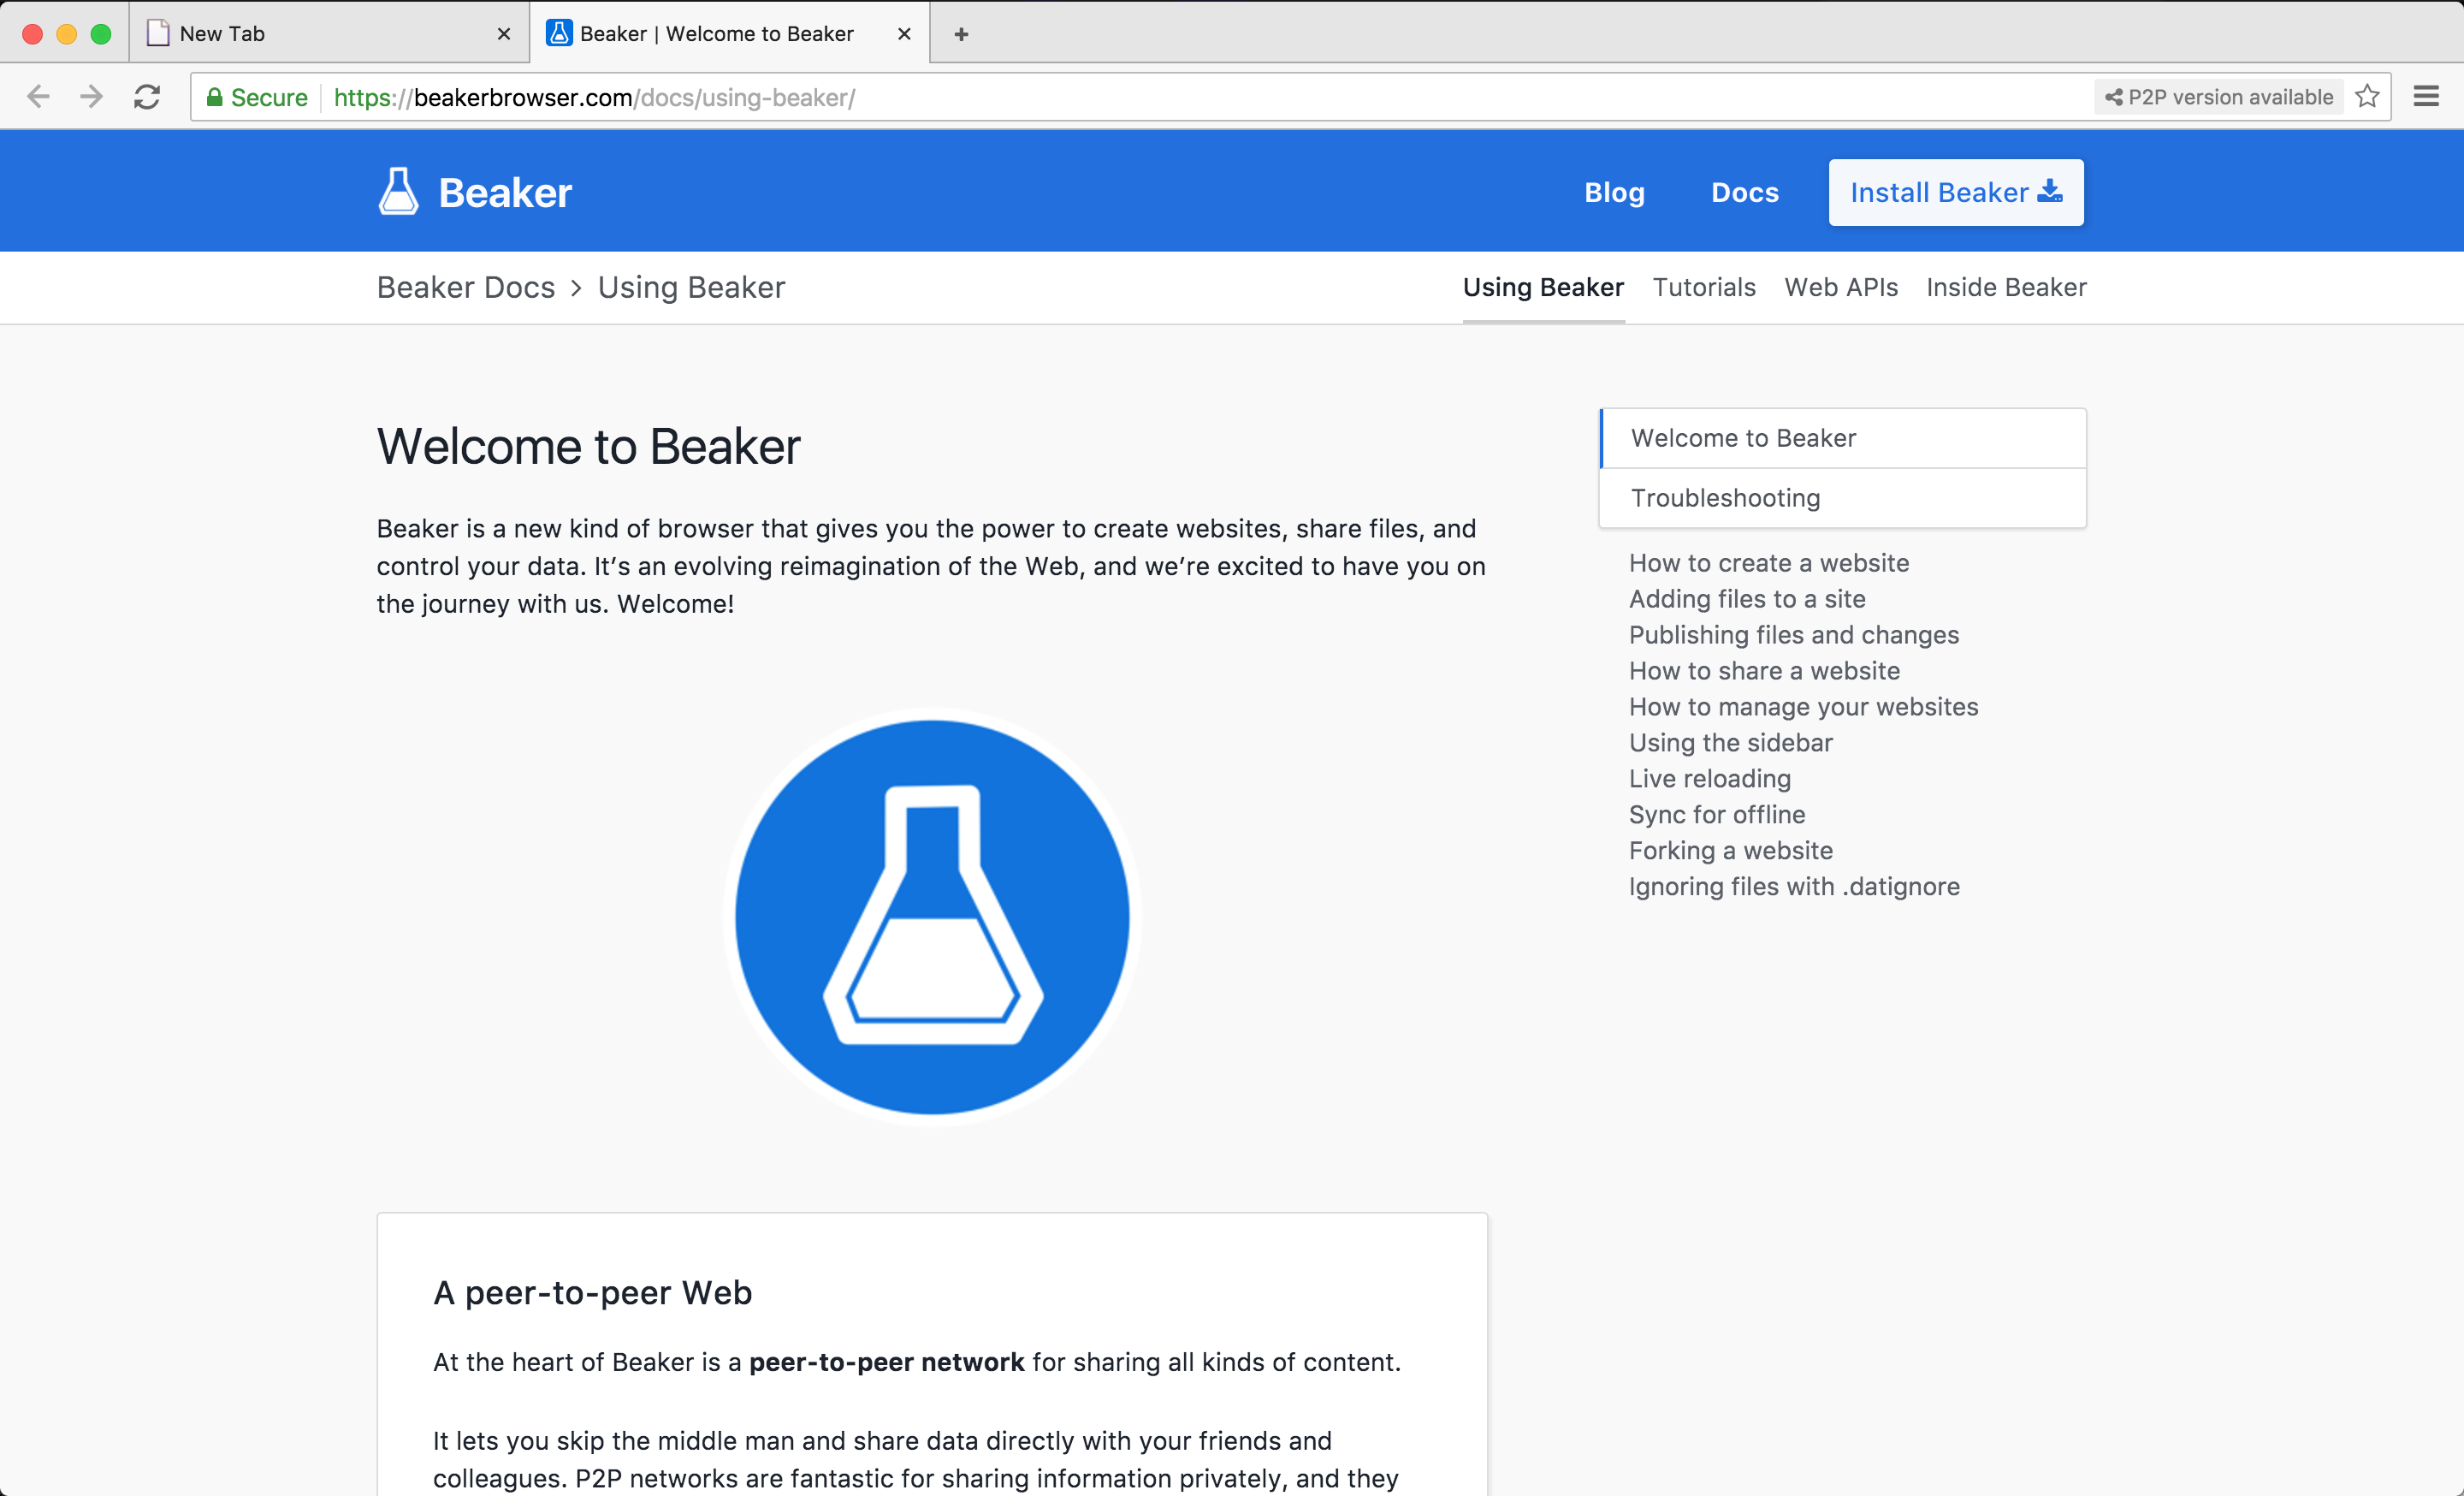 New Tab
Beaker | Welcome to Beaker
Secure https://beakerbrowser.com/docs/using-beaker/ P2P version available
Beaker
Blog Docs Install Beaker
Beaker Docs > Using Beaker
Using Beaker Tutorials Web APIs Inside Beaker
Welcome to Beaker
Beaker is a new kind of browser that gives you the power to create websites, share files, and
control your data. It’s an evolving reimagination of the Web, and we’re excited to have you on
the journey with us. Welcome!
Welcome to Beaker
Troubleshooting
How to create a website
Adding files to a site
Publishing files and changes
How to share a website
How to manage your websites
Using the sidebar
Live reloading
Sync for offline
Forking a website
Ignoring files with .datignore
A peer-to-peer Web
At the heart of Beaker is a peer-to-peer network for sharing all kinds of content.
It lets you skip the middle man and share data directly with your friends and
colleagues. P2P networks are fantastic for sharing information privately, and they